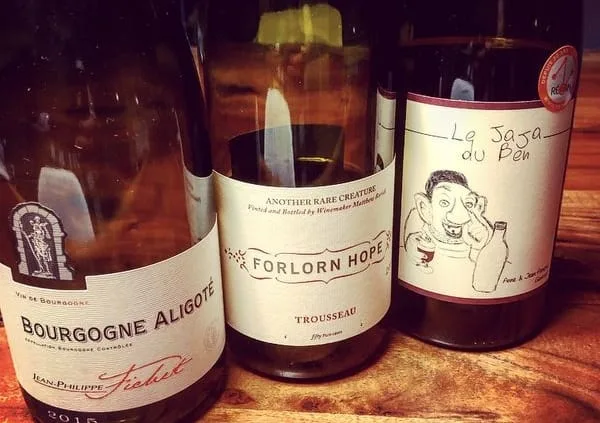 VIN DE BOURGOGNE
BOURGOGNE ALIGOTÉ
APPELLATION BOURGOGNE CONTRÔLÉE
JEAN-PHILIPPE Fichet
2015
ANOTHER RARE CREATURE
Vinted and Bottled by Winemaker Matthew
FORLORN HOPE
TROUSSEAU
Le JaJa
du Ben